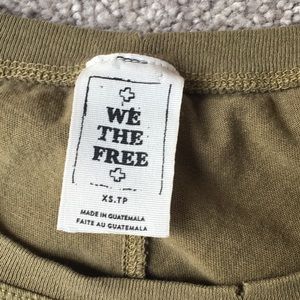 WE
THE
FREE
XS.TP
MADE IN GUATEMALA
FAITE AU GUATEMALA